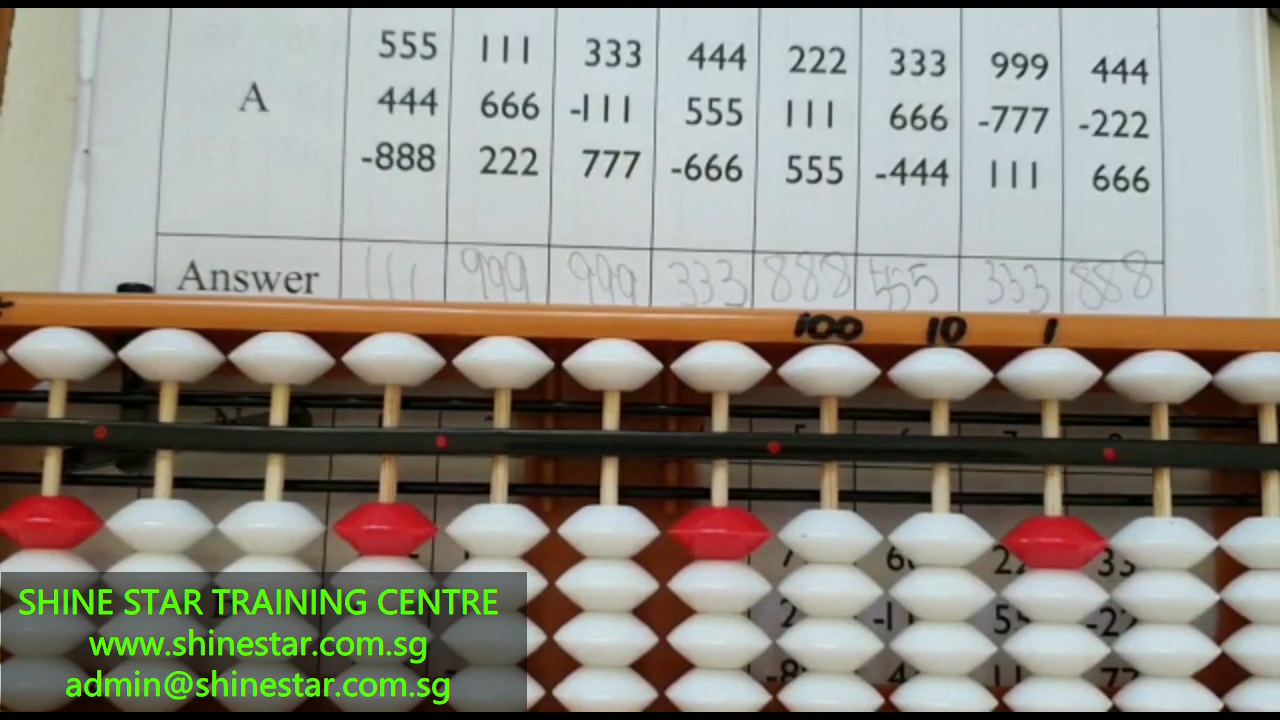 555 111 333 444 222 333 999 444
A 444 666 -111 555 111 666 -777 -222
-888 222 777 -666 555 -444 111 666
Answer 111 999 999 333 888 555 333 888
100 10 1
SHINE STAR TRAINING CENTRE
www.shinestar.com.sg
admin@shinestar.com.sg